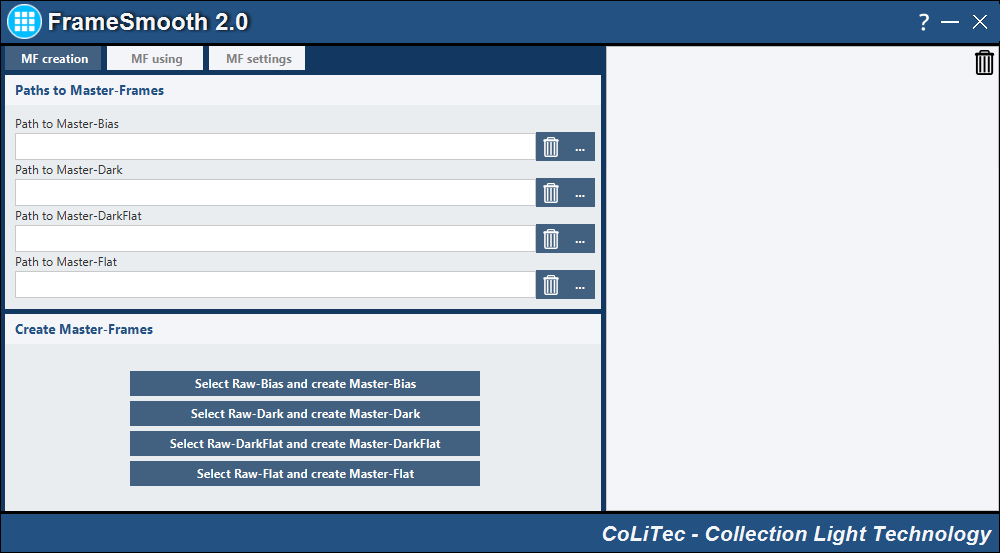 FrameSmooth 2.0
?
MF creation MF using MF settings
Paths to Master-Frames
Path to Master-Bias
...
Path to Master-Dark
...
Path to Master-DarkFlat
...
Path to Master-Flat
...
Create Master-Frames
Select Raw-Bias and create Master-Bias
Select Raw-Dark and create Master-Dark
Select Raw-DarkFlat and create Master-DarkFlat
Select Raw-Flat and create Master-Flat
CoLiTec - Collection Light Technology